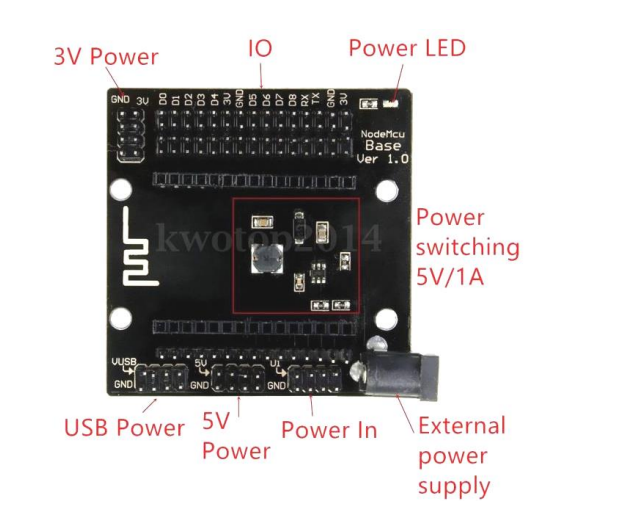 3V Power
IO
Power LED
GND 3V D0 D1 D2 D3 D4 3V GND D5 D6 D7 D8 RX TX GND 3V
NodeMcu
Base
Ver 1.0
kwotop2014
Power
switching
5V/1A
VUSB 5V VI
GND GND GND
USB Power
5V
Power
Power In
External
power
supply